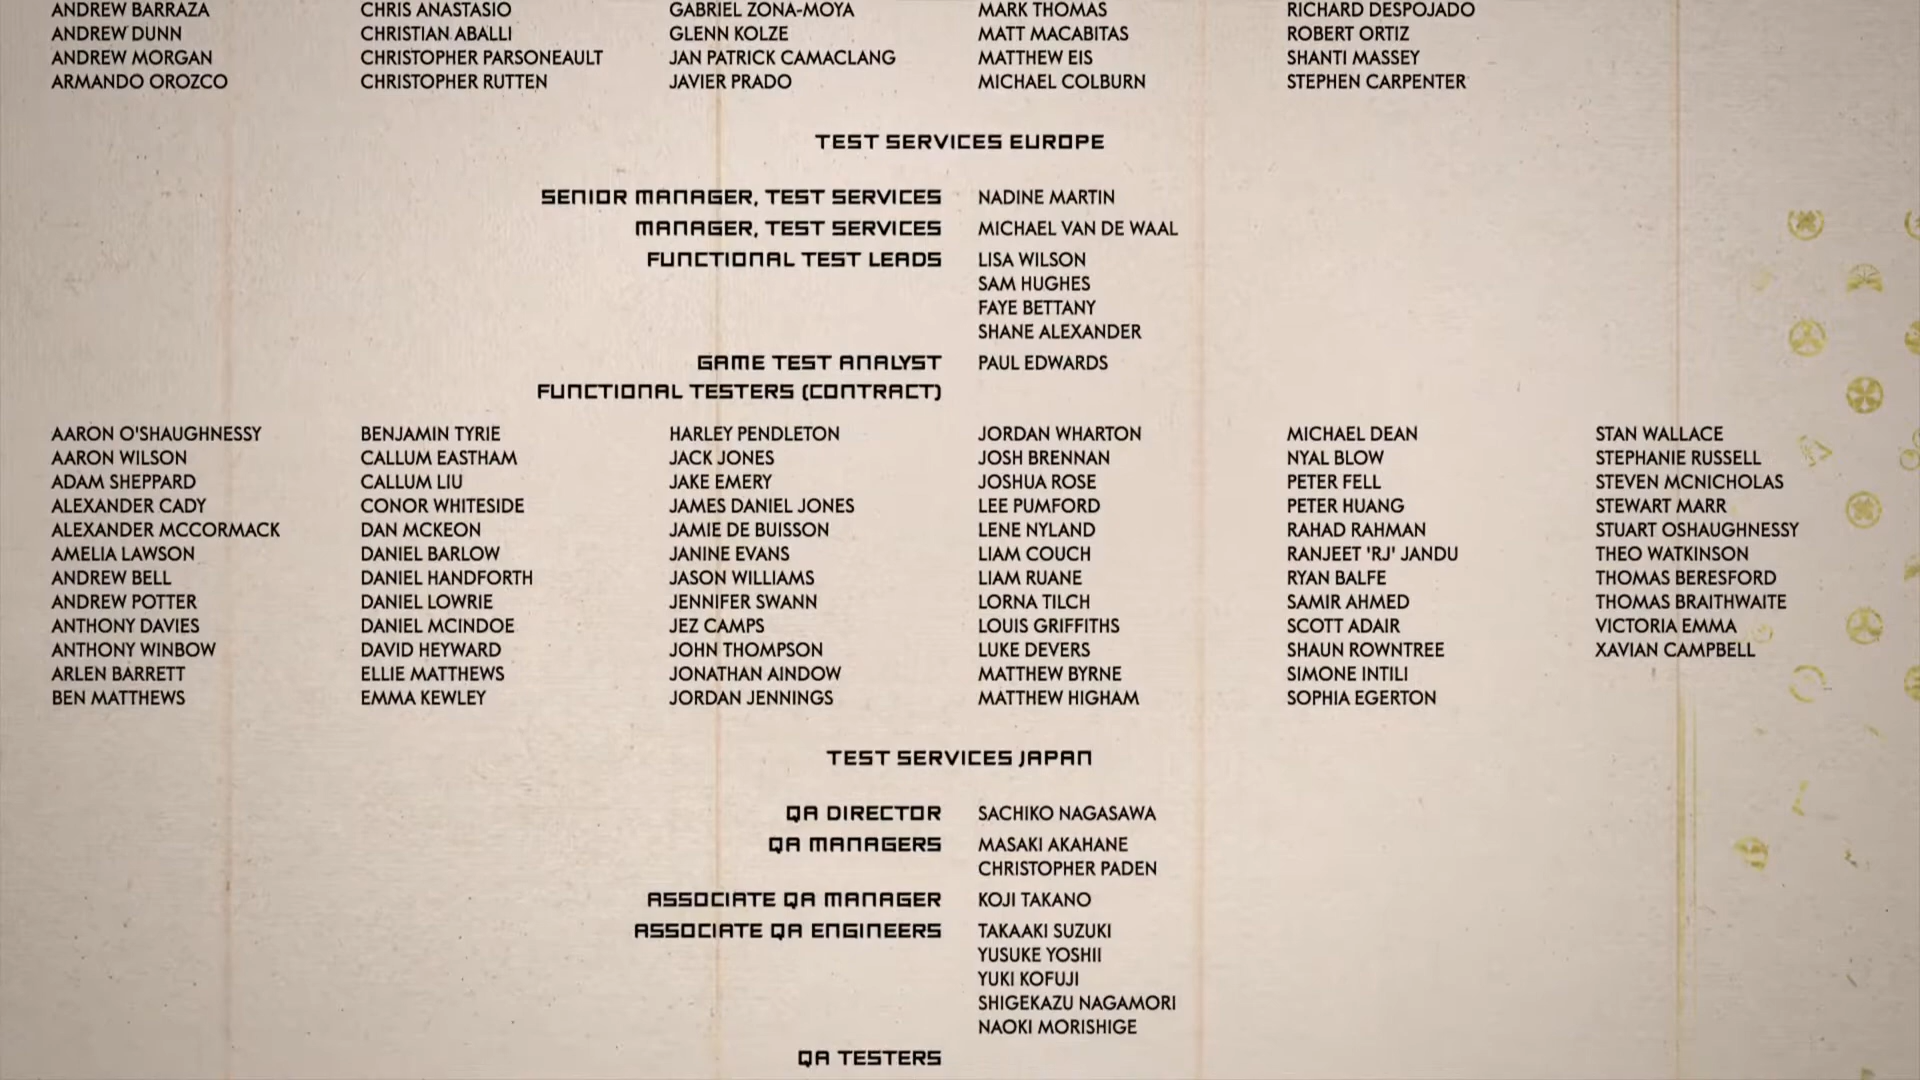 ANDREW BARRAZA CHRIS ANASTASIO GABRIEL ZONA-MOYA MARK THOMAS RICHARD DESPOJADO
ANDREW DUNN CHRISTIAN ABALLI GLENN KOLZE MATT MACABITAS ROBERT ORTIZ
ANDREW MORGAN CHRISTOPHER PARSONEAULT JAN PATRICK CAMACLANG MATTHEW EIS SHANTI MASSEY
ARMANDO OROZCO CHRISTOPHER RUTTEN JAVIER PRADO MICHAEL COLBURN STEPHEN CARPENTER
TEST SERVICES EUROPE
SENIOR MANAGER, TEST SERVICES NADINE MARTIN
MANAGER, TEST SERVICES MICHAEL VAN DE WAAL
FUNCTIONAL TEST LEADS LISA WILSON
SAM HUGHES
FAYE BETTANY
SHANE ALEXANDER
GAME TEST ANALYST PAUL EDWARDS
FUNCTIONAL TESTERS (CONTRACT)
AARON O'SHAUGHNESSY BENJAMIN TYRIE HARLEY PENDLETON JORDAN WHARTON MICHAEL DEAN STAN WALLACE
AARON WILSON CALLUM EASTHAM JACK JONES JOSH BRENNAN NYAL BLOW STEPHANIE RUSSELL
ADAM SHEPPARD CALLUM LIU JAKE EMERY JOSHUA ROSE PETER FELL STEVEN MCNICHOLAS
ALEXANDER CADY CONOR WHITESIDE JAMES DANIEL JONES LEE PUMFORD PETER HUANG STEWART MARR
ALEXANDER MCCORMACK DAN MCKEON JAMIE DE BUISSON LENE NYLAND RAHAD RAHMAN STUART OSHAUGHNESSY
AMELIA LAWSON DANIEL BARLOW JANINE EVANS LIAM COUCH RANJEET 'RJ' JANDU THEO WATKINSON
ANDREW BELL DANIEL HANDFORTH JASON WILLIAMS LIAM RUANE RYAN BALFE THOMAS BERESFORD
ANDREW POTTER DANIEL LOWRIE JENNIFER SWANN LORNA TILCH SAMIR AHMED THOMAS BRAITHWAITE
ANTHONY DAVIES DANIEL MCINDOE JEZ CAMPS LOUIS GRIFFITHS SCOTT ADAIR VICTORIA EMMA
ANTHONY WINBOW DAVID HEYWARD JOHN THOMPSON LUKE DEVERS SHAUN ROWNTREE XAVIAN CAMPBELL
ARLEN BARRETT ELLIE MATTHEWS JONATHAN AINDOW MATTHEW BYRNE SIMONE INTILI
BEN MATTHEWS EMMA KEWLEY JORDAN JENNINGS MATTHEW HIGHAM SOPHIA EGERTON
TEST SERVICES JAPAN
QA DIRECTOR SACHIKO NAGASAWA
QA MANAGERS MASAKI AKAHANE
CHRISTOPHER PADEN
ASSOCIATE QA MANAGER KOJI TAKANO
ASSOCIATE QA ENGINEERS TAKAAKI SUZUKI
YUSUKE YOSHII
YUKI KOFUJI
SHIGEKAZU NAGAMORI
NAOKI MORISHIGE
QA TESTERS